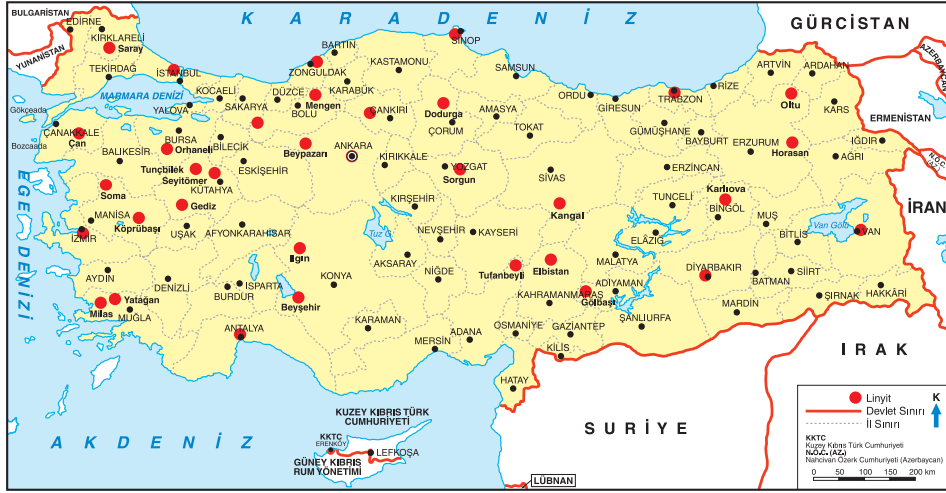 BULGARİSTAN
K A R A D E N İ Z
GÜRCİSTAN
EDİRNE
KIRKLARELİ
Saray
YUNANİSTAN
TEKİRDAĞ
İSTANBUL
MARMARA DENİZİ
KOCAELİ
YALOVA
SAKARYA
DÜZCE
BOLU
ZONGULDAK
BARTIN
KARABÜK
Mengen
KASTAMONU
ÇANKIRI
SİNOP
SAMSUN
Dodurga
ÇORUM
AMASYA
TOKAT
ORDU
GİRESUN
TRABZON
RİZE
ARTVİN
ARDAHAN
Oltu
KARS
AZERBAYCAN
ERMENİSTAN
Gökçeada
ÇANAKKALE
Çan
Bozcaada
BALIKESİR
BURSA
Orhaneli
BİLECİK
Tunçbilek
Seyitömer
KÜTAHYA
ESKİŞEHİR
Beypazarı
ANKARA
KIRIKKALE
YOZGAT
Sorgun
SİVAS
GÜMÜŞHANE
BAYBURT
ERZURUM
ERZİNCAN
Horasan
IĞDIR
AĞRI
N.Ö.C.
(AZ.)
İRAN
EGE DENİZİ
Soma
MANİSA
İZMİR
Köprübaşı
Gediz
UŞAK
AFYONKARAHİSAR
KIRŞEHİR
Tuz G.
NEVŞEHİR
KAYSERİ
Kangal
TUNCELİ
Karlıova
BİNGÖL
MUŞ
Van Gölü
VAN
BİTLİS
ELAZIĞ
AYDIN
DENİZLİ
Ilgın
AKSARAY
KONYA
NİĞDE
Tufanbeyli
Elbistan
MALATYA
DİYARBAKIR
BATMAN
SİİRT
Milas
Yatağan
MUĞLA
BURDUR
ISPARTA
Beyşehir
KAHRAMANMARAŞ
ADIYAMAN
Gölbaşı
MARDİN
ŞIRNAK
HAKKÂRİ
ANTALYA
KARAMAN
MERSİN
ADANA
OSMANİYE
GAZİANTEP
ŞANLIURFA
KİLİS
HATAY
I R A K
S U R İ Y E
A K D E N İ Z
KUZEY KIBRIS TÜRK
CUMHURİYETİ
KKTC
ERENKÖY
LEFKOŞA
GÜNEY KIBRIS
RUM YÖNETİMİ
LÜBNAN
Linyit
K
Devlet Sınırı
İl Sınırı
KKTC
Kuzey Kıbrıs Türk Cumhuriyeti
N.Ö.C. (AZ.)
Nahcivan Özerk Cumhuriyeti (Azerbaycan)
0 50 100 150 200 km